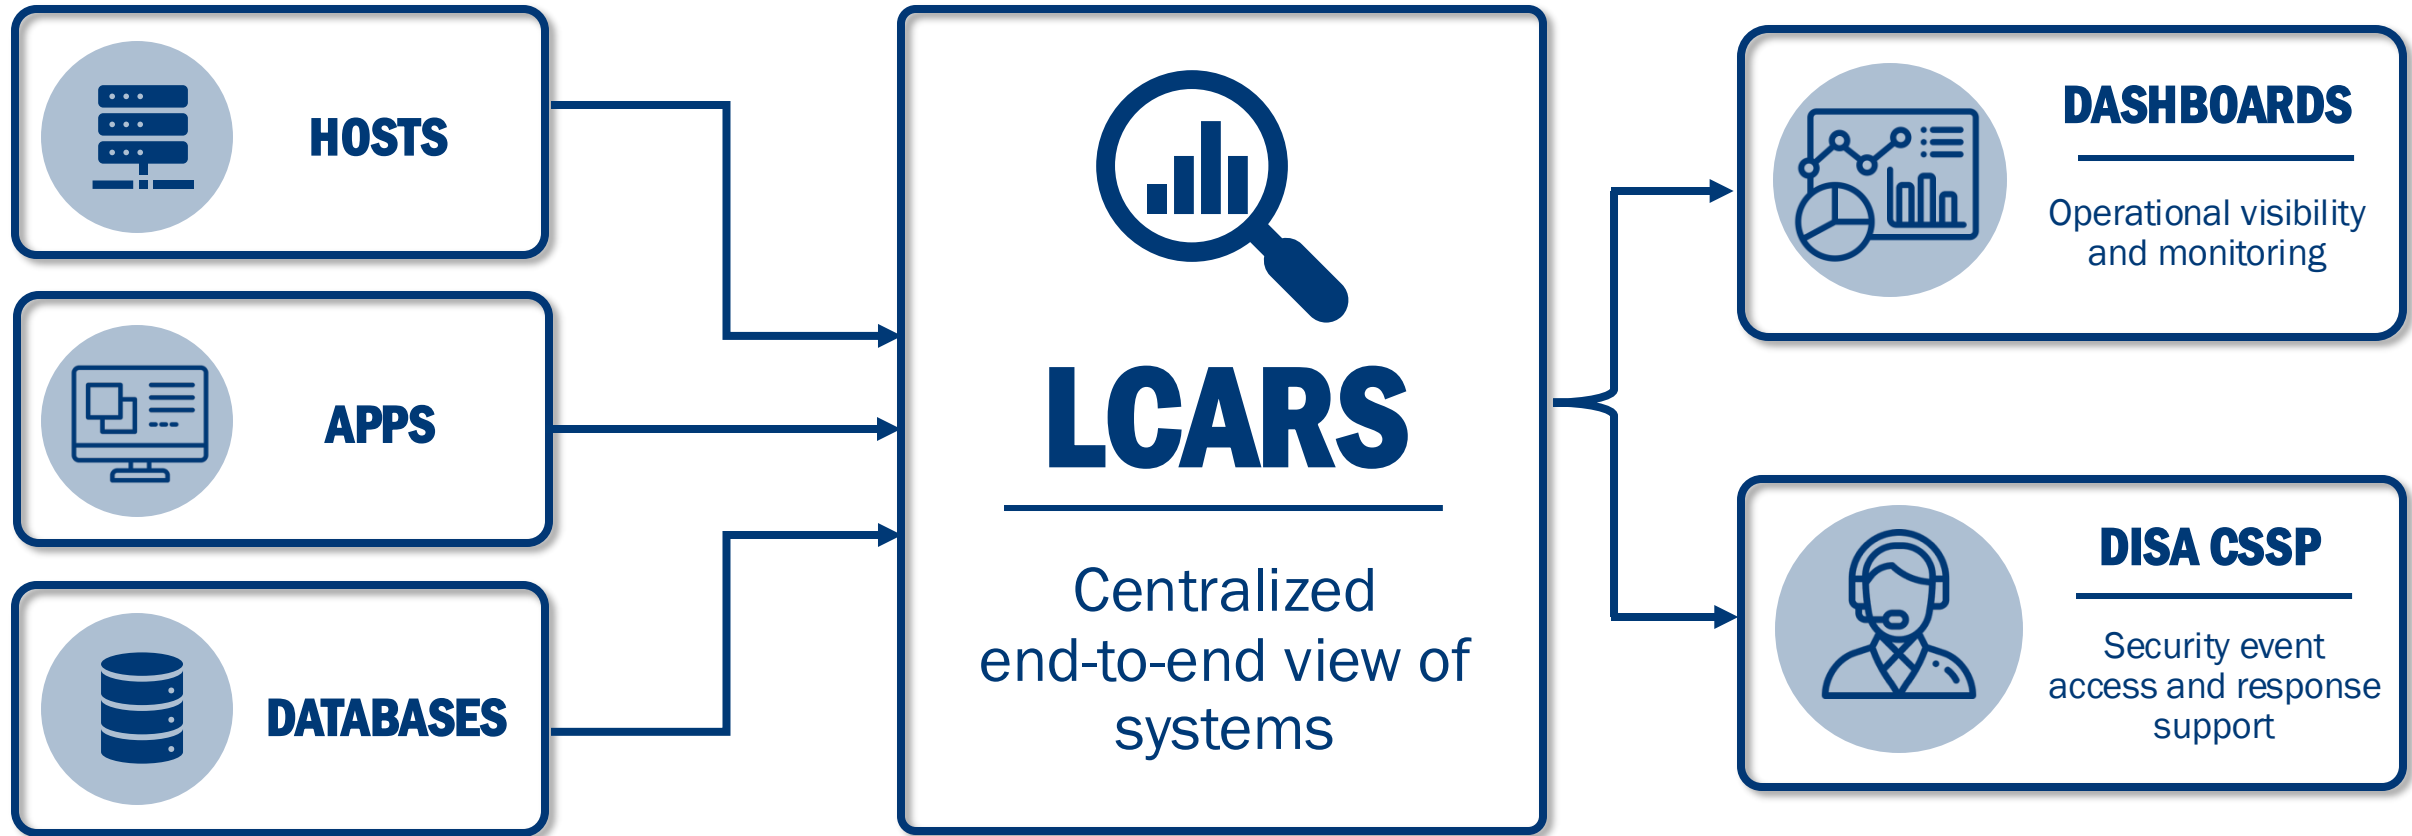 HOSTS
APPS
DATABASES
LCARS
Centralized
end-to-end view of
systems
DASHBOARDS
Operational visibility
and monitoring
DISA CSSP
Security event
access and response
support